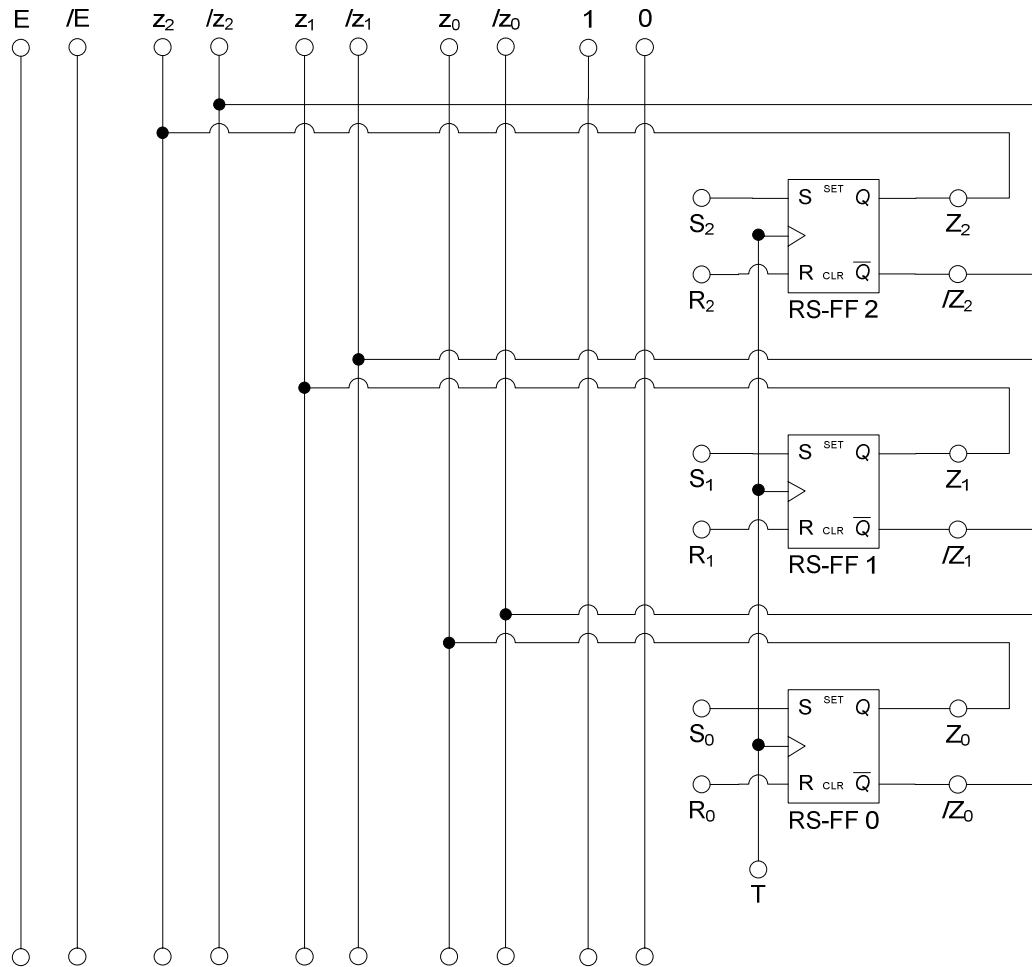 E /E z₂ /z₂ z₁ /z₁ z₀ /z₀ 1 0
S SET Q
S₂ Z₂
R CLR Q̅
R₂ /Z₂
RS-FF 2
S SET Q
S₁ Z₁
R CLR Q̅
R₁ /Z₁
RS-FF 1
S SET Q
S₀ Z₀
R CLR Q̅
R₀ /Z₀
RS-FF 0
T